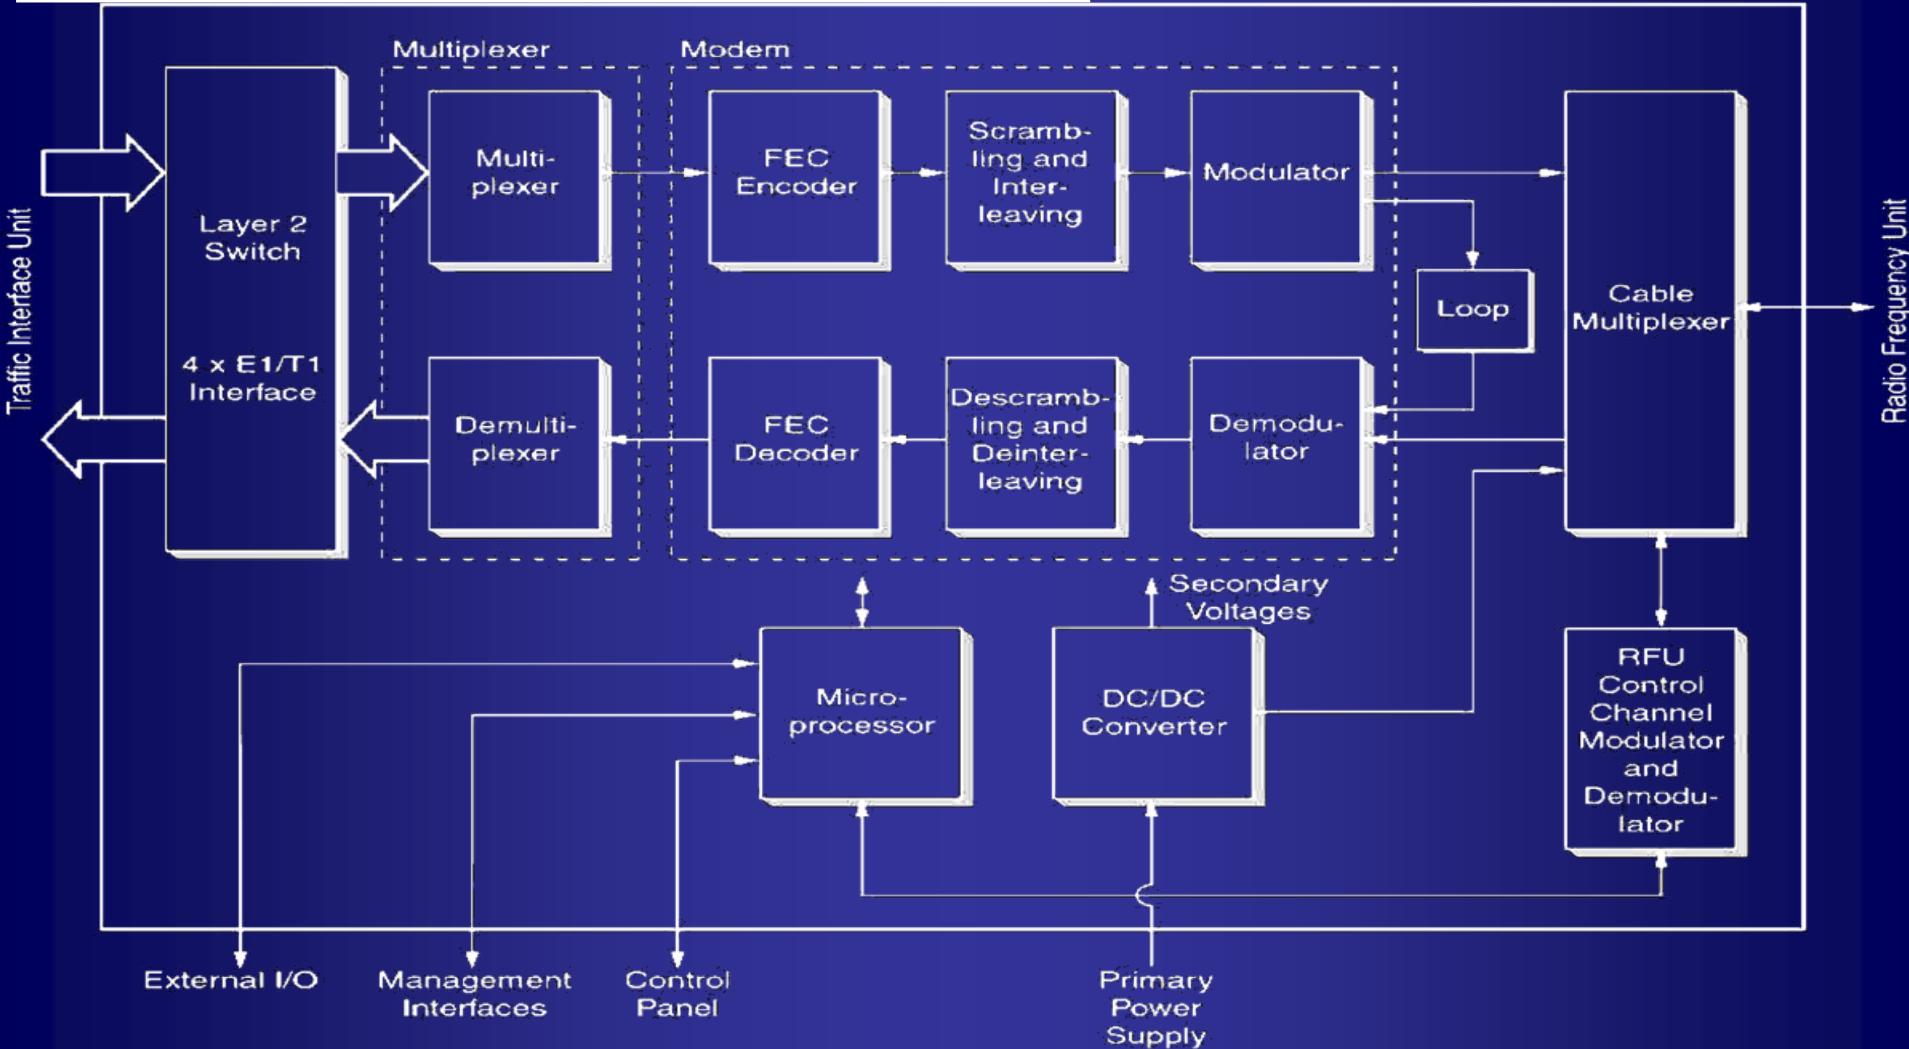 Multiplexer
Modem
Traffic Interface Unit
Layer 2
Switch
4 x E1/T1
Interface
Multi-
plexer
FEC
Encoder
Scramb-
ling and
Inter-
leaving
Modulator
Loop
Cable
Multiplexer
Radio Frequency Unit
Demulti-
plexer
FEC
Decoder
Descramb-
ling and
Deinter-
leaving
Demodu-
lator
Secondary
Voltages
Micro-
processor
DC/DC
Converter
RFU
Control
Channel
Modulator
and
Demodu-
lator
External I/O
Management
Interfaces
Control
Panel
Primary
Power
Supply